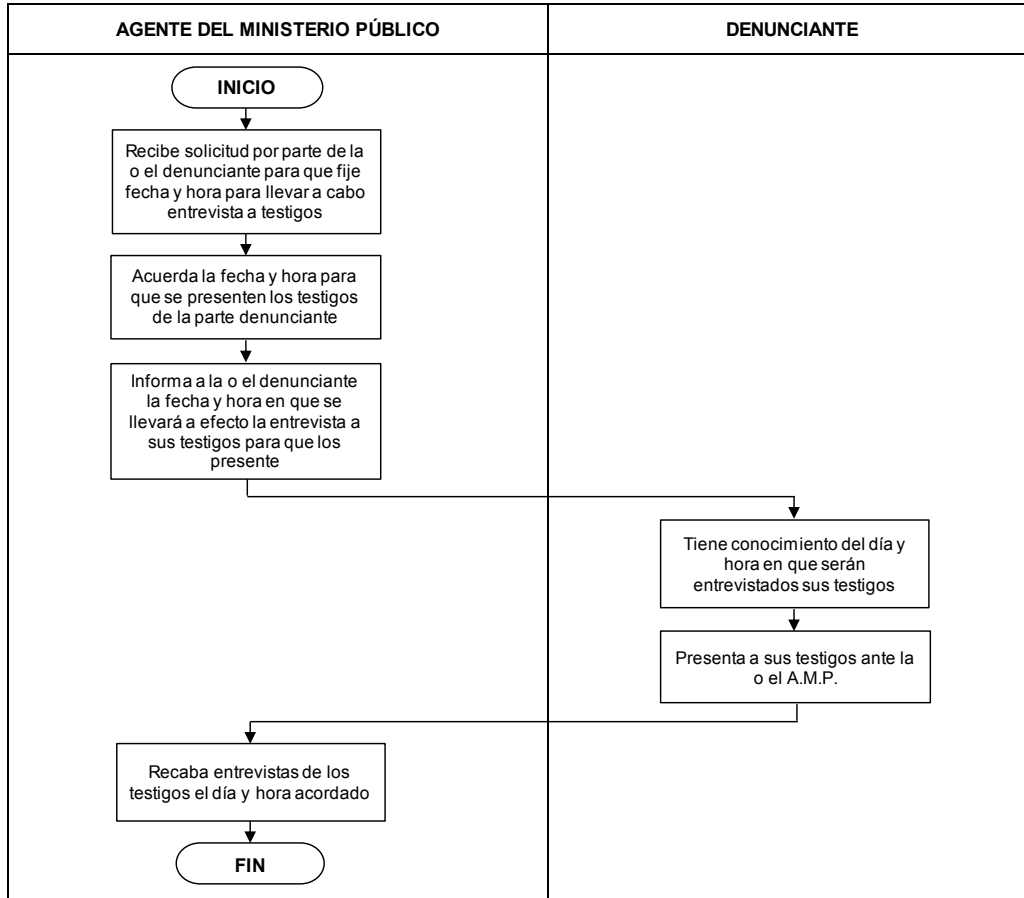 AGENTE DEL MINISTERIO PÚBLICO
DENUNCIANTE
INICIO
Recibe solicitud por parte de la
o el denunciante para que fije
fecha y hora para llevar a cabo
entrevista a testigos
Acuerda la fecha y hora para
que se presenten los testigos
de la parte denunciante
Informa a la o el denunciante
la fecha y hora en que se
llevará a efecto la entrevista a
sus testigos para que los
presente
Tiene conocimiento del día y
hora en que serán
entrevistados sus testigos
Presenta a sus testigos ante la
o el A.M.P.
Recaba entrevistas de los
testigos el día y hora acordado
FIN